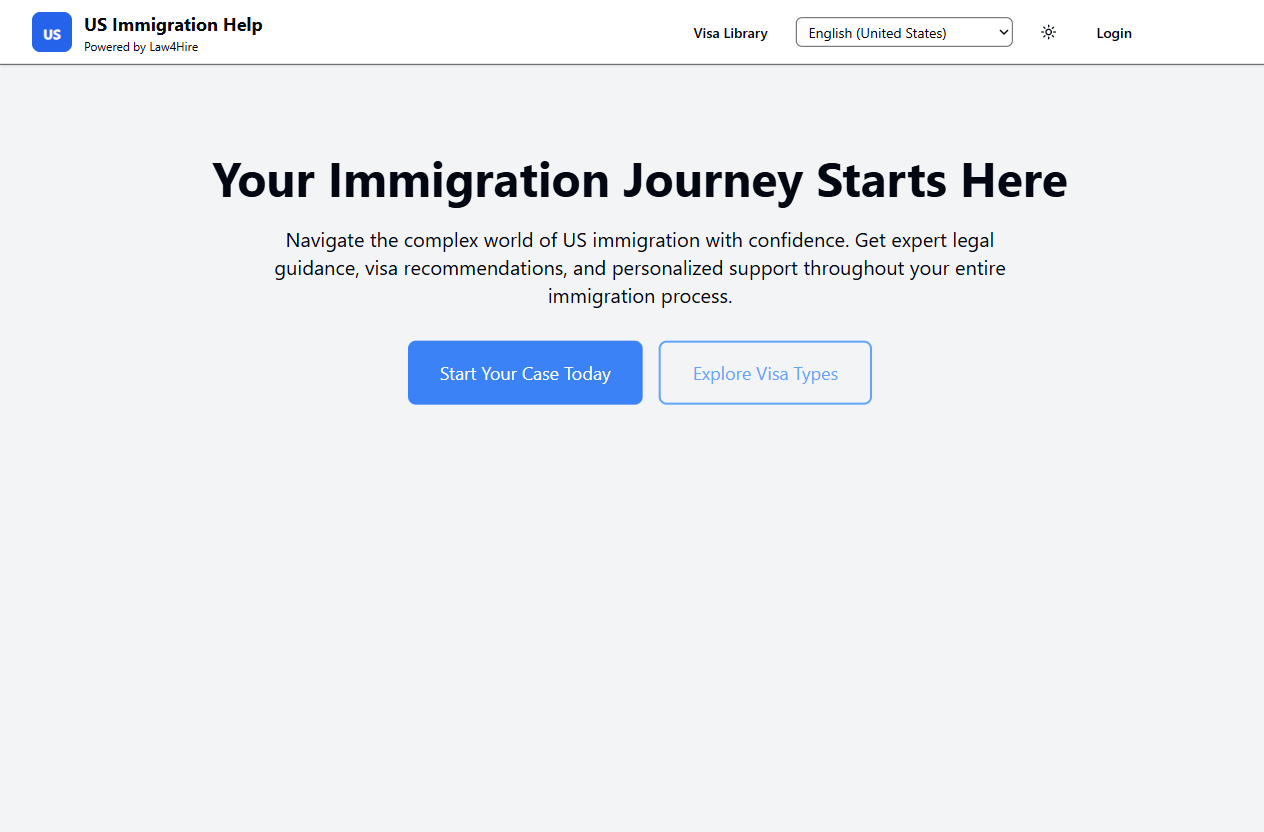 US
US Immigration Help
Powered by Law4Hire
Visa Library
English (United States)
Login
Your Immigration Journey Starts Here
Navigate the complex world of US immigration with confidence. Get expert legal
guidance, visa recommendations, and personalized support throughout your entire
immigration process.
Start Your Case Today
Explore Visa Types